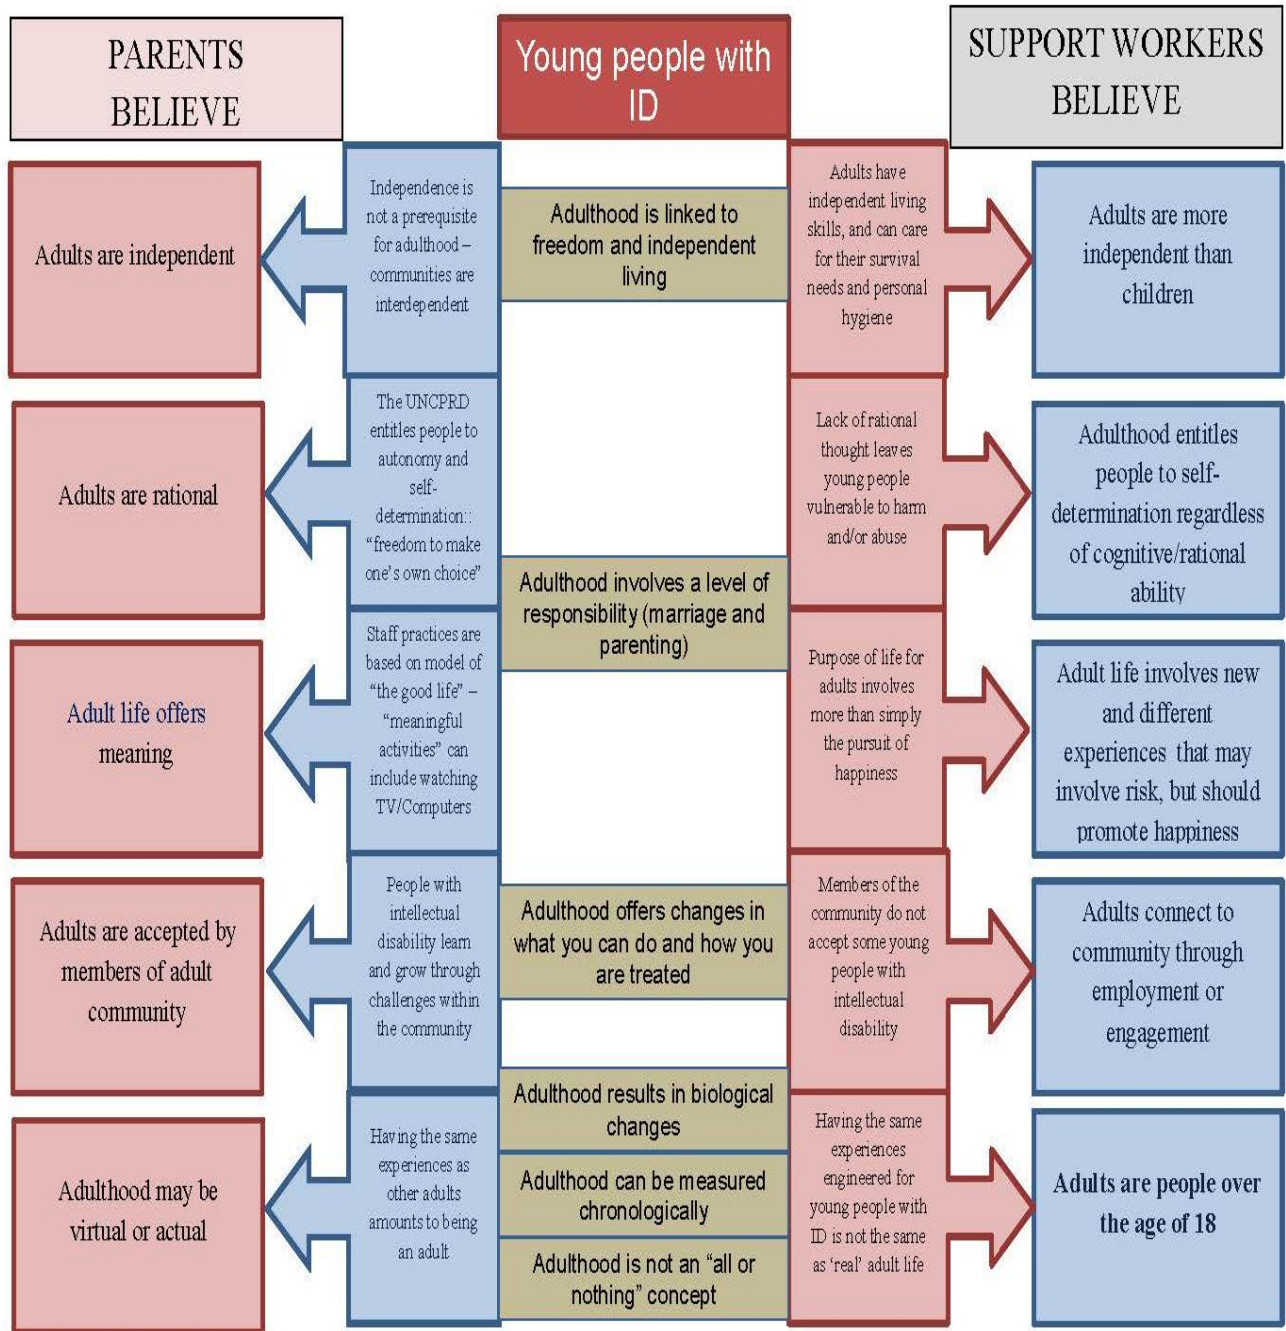 PARENTS
BELIEVE
Young people with
ID
SUPPORT WORKERS
BELIEVE
Adults are independent
Independence is
not a prerequisite
for adulthood –
communities are
interdependent
Adulthood is linked to
freedom and independent
living
Adults have
independent living
skills, and can care
for their survival
needs and personal
hygiene
Adults are more
independent than
children
Adults are rational
The UNCPRD
entitles people to
autonomy and
self-
determination::
“freedom to make
one’s own choice”
Adulthood involves a level of
responsibility (marriage and
parenting)
Lack of rational
thought leaves
young people
vulnerable to harm
and/or abuse
Adulthood entitles
people to self-
determination regardless
of cognitive/rational
ability
Adult life offers
meaning
Staff practices are
based on model of
“the good life” –
“meaningful
activities” can
include watching
TV/Computers
Purpose of life for
adults involves
more than simply
the pursuit of
happiness
Adult life involves new
and different
experiences that may
involve risk, but should
promote happiness
Adults are accepted by
members of adult
community
People with
intellectual
disability learn
and grow through
challenges within
the community
Adulthood offers changes in
what you can do and how you
are treated
Members of the
community do not
accept some young
people with
intellectual
disability
Adults connect to
community through
employment or
engagement
Adulthood may be
virtual or actual
Having the same
experiences as
other adults
amounts to being
an adult
Adulthood results in biological
changes
Adulthood can be measured
chronologically
Adulthood is not an “all or
nothing” concept
Having the same
experiences
engineered for
young people with
ID is not the same
as ‘real’ adult life
Adults are people over
the age of 18